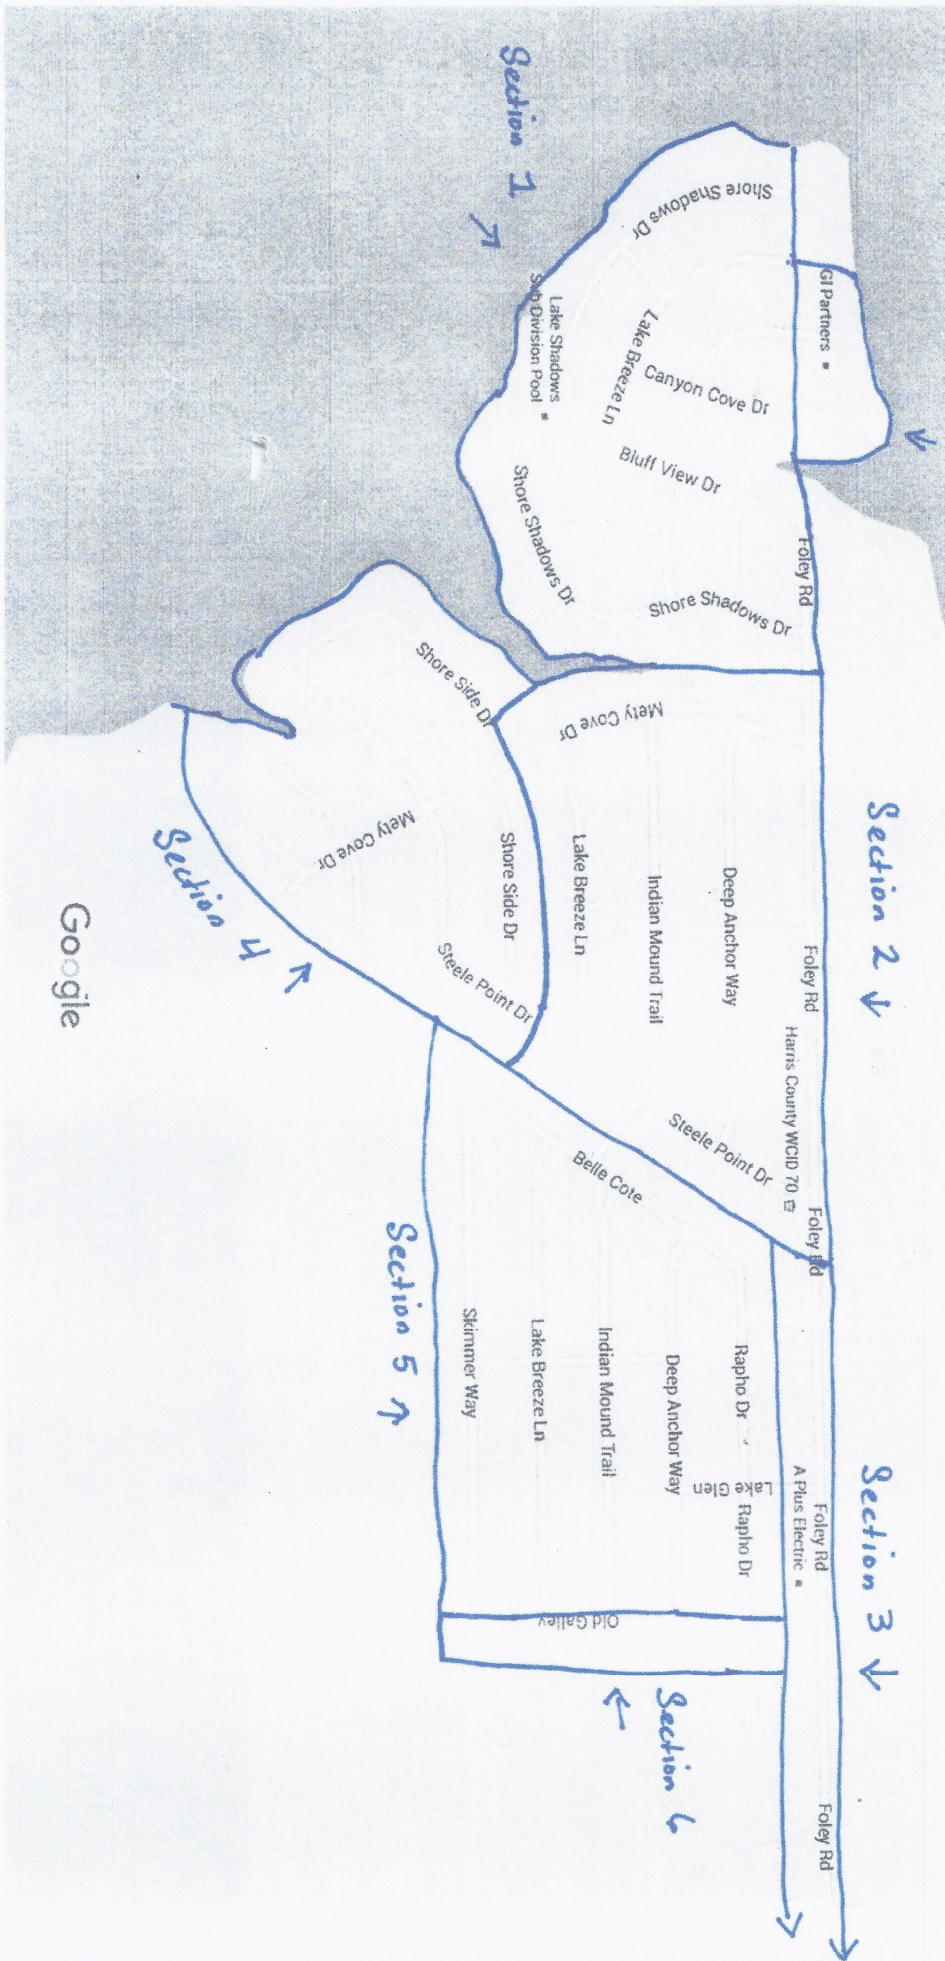 Section 1
Shore Shadows Dr
GI Partners
Lake Shadows
Sub Division Pool
Lake Breeze Ln
Canyon Cove Dr
Bluff View Dr
Shore Shadows Dr
Foley Rd
Shore Shadows Dr
Shore Side Dr
Mety Cove Dr
Section 2
Mety Cove Dr
Section 4
Shore Side Dr
Lake Breeze Ln
Indian Mound Trail
Deep Anchor Way
Foley Rd
Steele Point Dr
Harris County WCID 70
Steele Point Dr
Foley Rd
Belle Cote
Google
Section 5
Skimmer Way
Lake Breeze Ln
Indian Mound Trail
Deep Anchor Way
Rapho Dr
Lake Glen
Rapho Dr
A Plus Electric
Foley Rd
Section 3
Old Galley
Section 6
Foley Rd